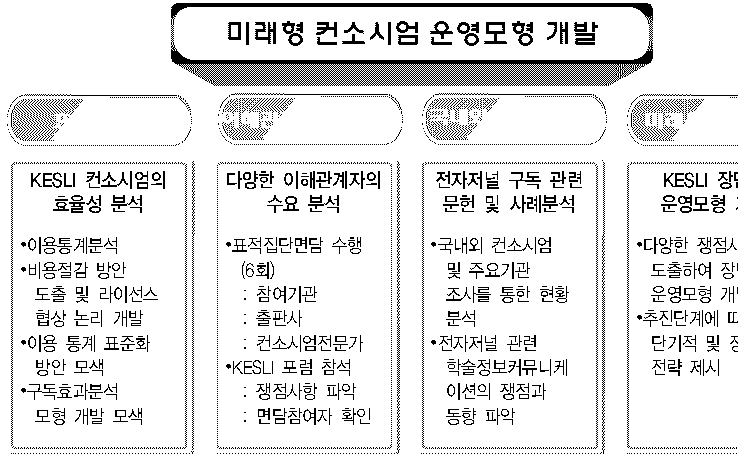 미래형 컨소시엄 운영모형 개발
KESLI 컨소시엄의
효율성 분석
•이용통계분석
•비용절감 방안
도출 및 라이선스
협상 논리 개발
•이용 통계 표준화
방안 모색
•구독효과분석
모형 개발 모색
다양한 이해관계자의
수요 분석
•표적집단면담 수행
(6회)
: 참여기관
: 출판사
: 컨소시엄전문가
•KESLI 포럼 참석
: 쟁점사항 파악
: 면담참여자 확인
전자저널 구독 관련
문헌 및 사례분석
•국내외 컨소시엄
및 주요기관
조사를 통한 현황
분석
•전자저널 관련
학술정보커뮤니케
이션의 쟁점과
동향 파악
KESLI
운영모형
•다양한
도출하여
운영모형
•추진단계에
단기적 및
전략 제시